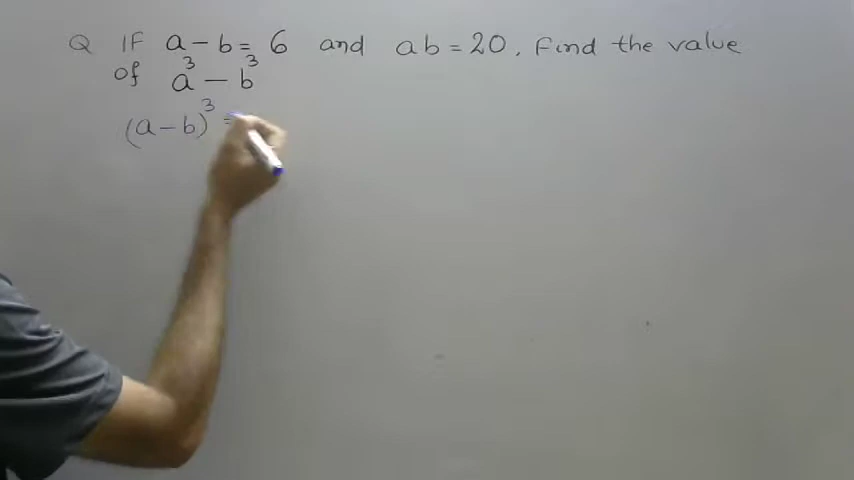 Q IF a - b = 6 and ab = 20, Find the value
of a³ - b³
(a - b)³ =